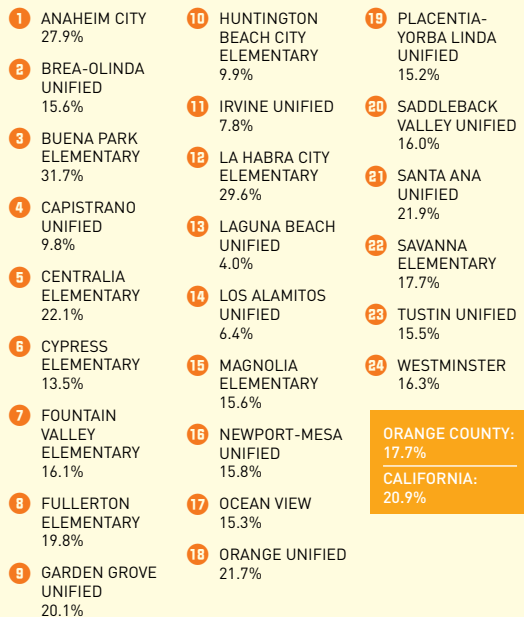 1 ANAHEIM CITY
27.9%
2 BREA-OLINDA
UNIFIED
15.6%
3 BUENA PARK
ELEMENTARY
31.7%
4 CAPISTRANO
UNIFIED
9.8%
5 CENTRALIA
ELEMENTARY
22.1%
6 CYPRESS
ELEMENTARY
13.5%
7 FOUNTAIN
VALLEY
ELEMENTARY
16.1%
8 FULLERTON
ELEMENTARY
19.8%
9 GARDEN GROVE
UNIFIED
20.1%
10 HUNTINGTON
BEACH CITY
ELEMENTARY
9.9%
11 IRVINE UNIFIED
7.8%
12 LA HABRA CITY
ELEMENTARY
29.6%
13 LAGUNA BEACH
UNIFIED
4.0%
14 LOS ALAMITOS
UNIFIED
6.4%
15 MAGNOLIA
ELEMENTARY
15.6%
16 NEWPORT-MESA
UNIFIED
15.8%
17 OCEAN VIEW
15.3%
18 ORANGE UNIFIED
21.7%
19 PLACENTIA-
YORBA LINDA
UNIFIED
15.2%
20 SADDLEBACK
VALLEY UNIFIED
16.0%
21 SANTA ANA
UNIFIED
21.9%
22 SAVANNA
ELEMENTARY
17.7%
23 TUSTIN UNIFIED
15.5%
24 WESTMINSTER
16.3%
ORANGE COUNTY:
17.7%
CALIFORNIA:
20.9%